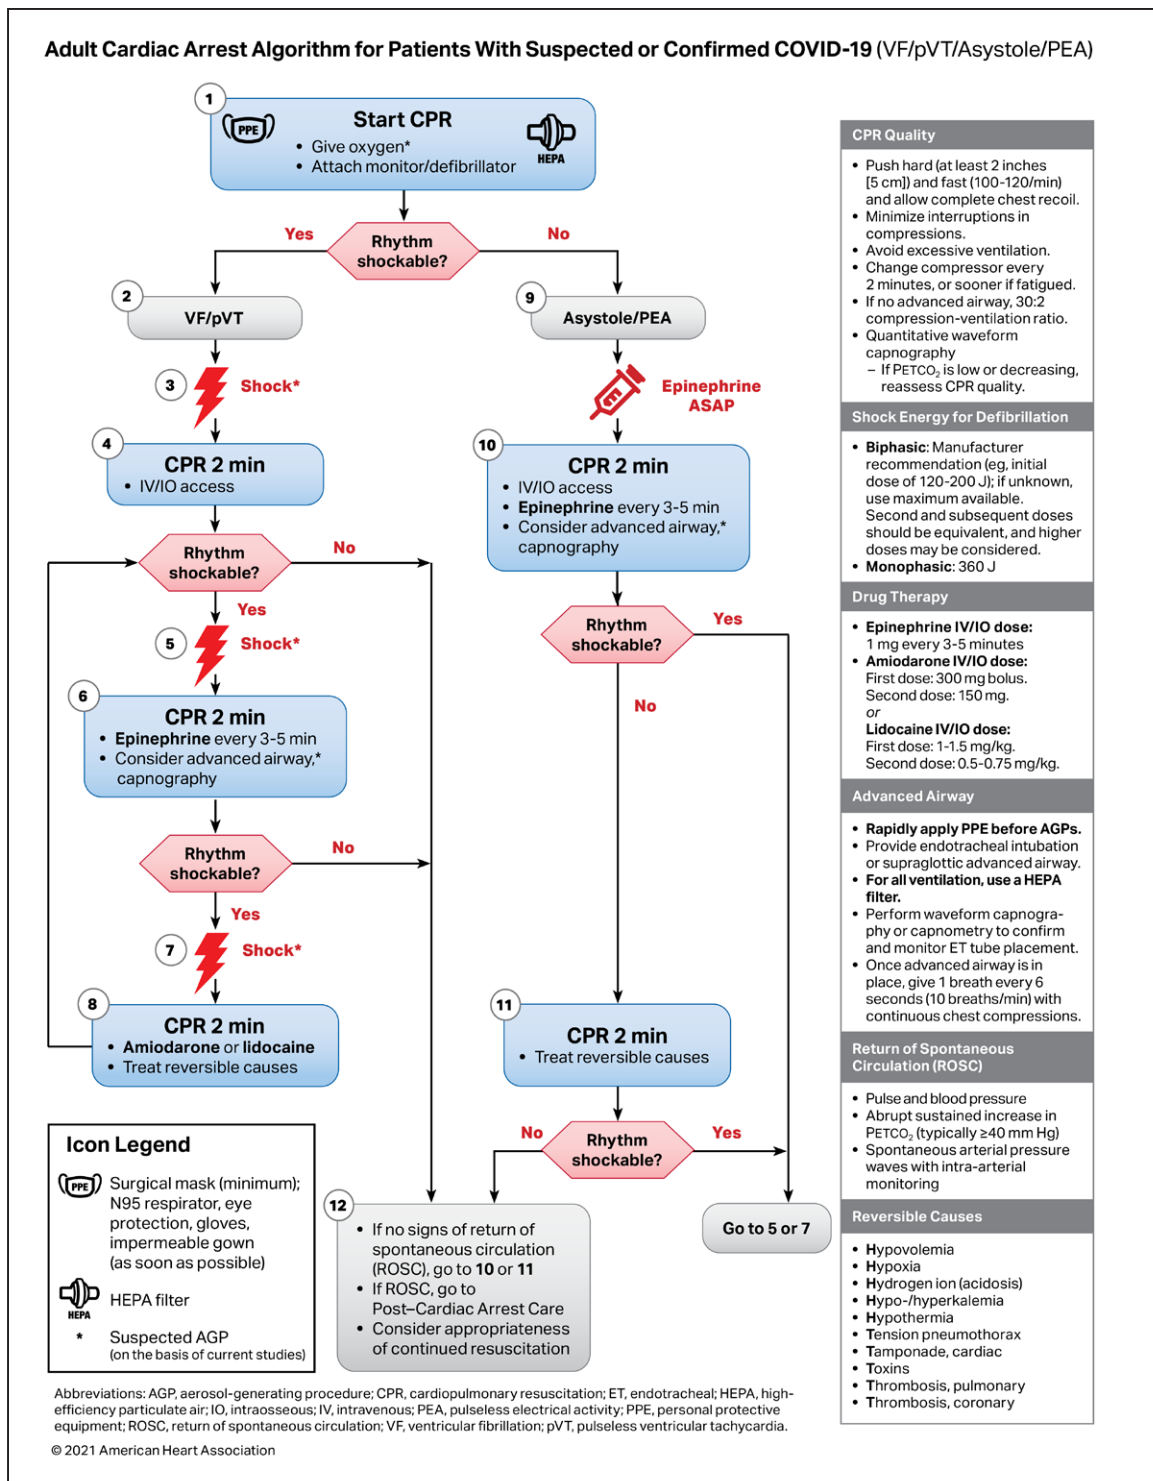 Adult Cardiac Arrest Algorithm for Patients With Suspected or Confirmed COVID-19 (VF/pVT/Asystole/PEA)
1
PPE
Start CPR
• Give oxygen*
• Attach monitor/defibrillator
HEPA
Rhythm
shockable?
Yes
No
2
VF/pVT
3
Shock*
4
CPR 2 min
• IV/IO access
Rhythm
shockable?
No
Yes
5
Shock*
6
CPR 2 min
• Epinephrine every 3-5 min
• Consider advanced airway,*
capnography
Rhythm
shockable?
No
Yes
7
Shock*
8
CPR 2 min
• Amiodarone or lidocaine
• Treat reversible causes
9
Asystole/PEA
E
Epinephrine
ASAP
10
CPR 2 min
• IV/IO access
• Epinephrine every 3-5 min
• Consider advanced airway,*
capnography
Rhythm
shockable?
Yes
No
11
CPR 2 min
• Treat reversible causes
Rhythm
shockable?
No
Yes
12
• If no signs of return of
spontaneous circulation
(ROSC), go to 10 or 11
• If ROSC, go to
Post–Cardiac Arrest Care
• Consider appropriateness
of continued resuscitation
Go to 5 or 7
Icon Legend
PPE
Surgical mask (minimum);
N95 respirator, eye
protection, gloves,
impermeable gown
(as soon as possible)
HEPA
HEPA filter
* Suspected AGP
(on the basis of current studies)
CPR Quality
• Push hard (at least 2 inches
[5 cm]) and fast (100-120/min)
and allow complete chest recoil.
• Minimize interruptions in
compressions.
• Avoid excessive ventilation.
• Change compressor every
2 minutes, or sooner if fatigued.
• If no advanced airway, 30:2
compression-ventilation ratio.
• Quantitative waveform
capnography
– If PETCO₂ is low or decreasing,
reassess CPR quality.
Shock Energy for Defibrillation
• Biphasic: Manufacturer
recommendation (eg, initial
dose of 120-200 J); if unknown,
use maximum available.
Second and subsequent doses
should be equivalent, and higher
doses may be considered.
• Monophasic: 360 J
Drug Therapy
• Epinephrine IV/IO dose:
1 mg every 3-5 minutes
• Amiodarone IV/IO dose:
First dose: 300 mg bolus.
Second dose: 150 mg.
or
Lidocaine IV/IO dose:
First dose: 1-1.5 mg/kg.
Second dose: 0.5-0.75 mg/kg.
Advanced Airway
• Rapidly apply PPE before AGPs.
• Provide endotracheal intubation
or supraglottic advanced airway.
• For all ventilation, use a HEPA
filter.
• Perform waveform capnogra-
phy or capnometry to confirm
and monitor ET tube placement.
• Once advanced airway is in
place, give 1 breath every 6
seconds (10 breaths/min) with
continuous chest compressions.
Return of Spontaneous
Circulation (ROSC)
• Pulse and blood pressure
• Abrupt sustained increase in
PETCO₂ (typically ≥40 mm Hg)
• Spontaneous arterial pressure
waves with intra-arterial
monitoring
Reversible Causes
• Hypovolemia
• Hypoxia
• Hydrogen ion (acidosis)
• Hypo-/hyperkalemia
• Hypothermia
• Tension pneumothorax
• Tamponade, cardiac
• Toxins
• Thrombosis, pulmonary
• Thrombosis, coronary
Abbreviations: AGP, aerosol-generating procedure; CPR, cardiopulmonary resuscitation; ET, endotracheal; HEPA, high-
efficiency particulate air; IO, intraosseous; IV, intravenous; PEA, pulseless electrical activity; PPE, personal protective
equipment; ROSC, return of spontaneous circulation; VF, ventricular fibrillation; pVT, pulseless ventricular tachycardia.
© 2021 American Heart Association